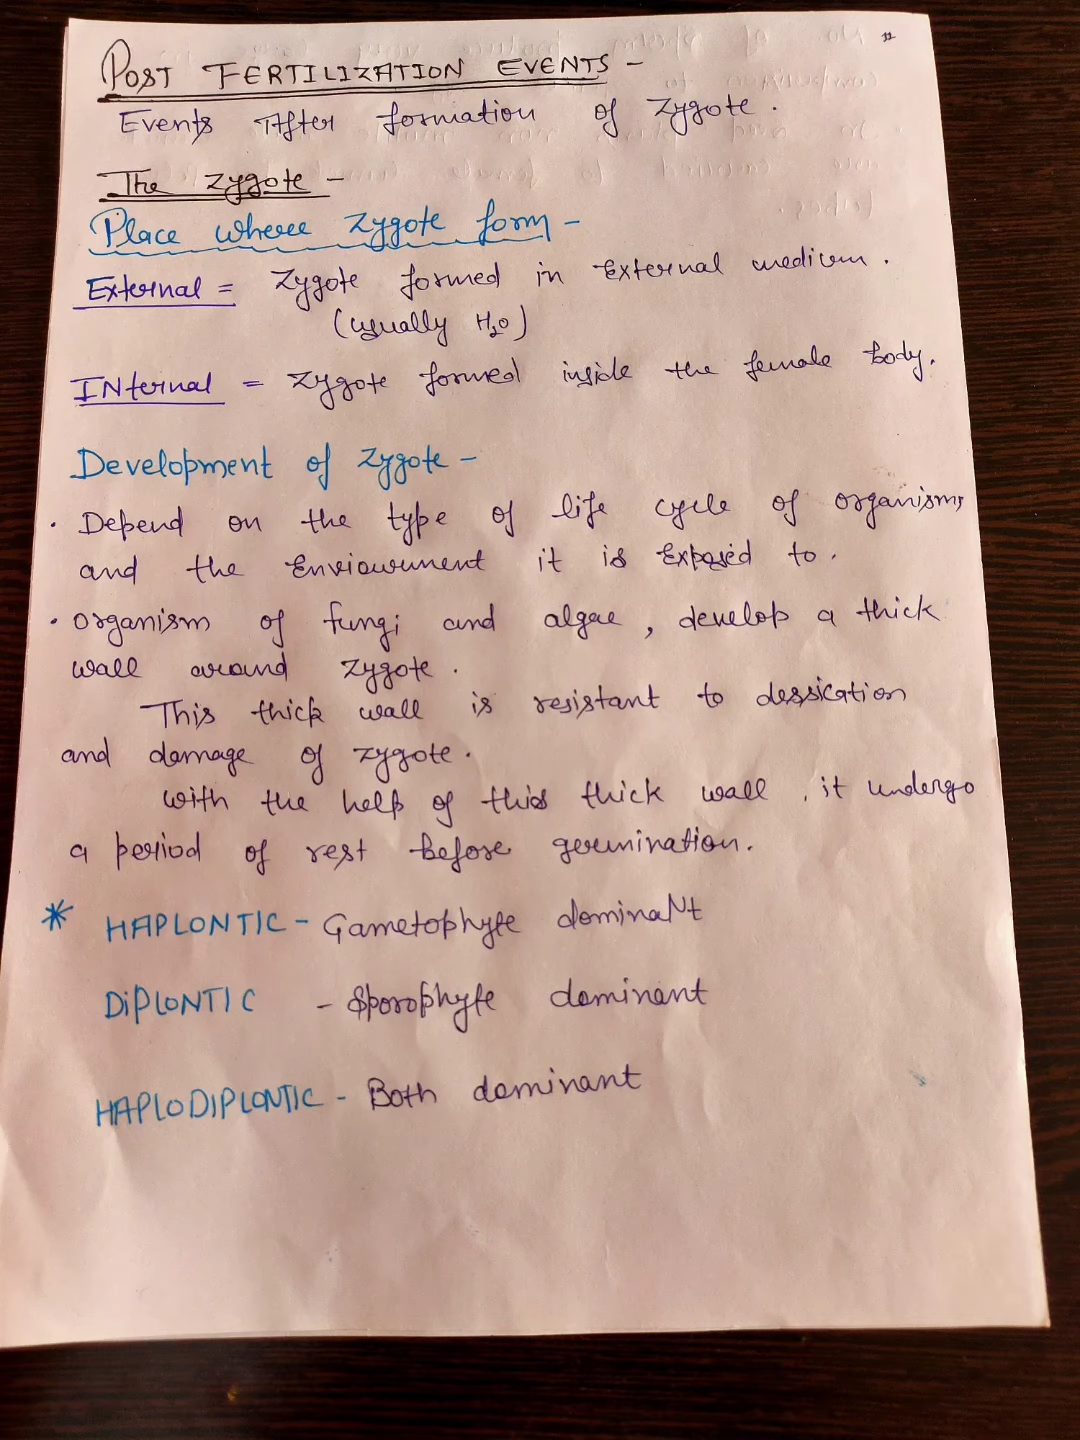 POST FERTILIZATION EVENTS -
Events After formation of zygote.
The zygote -
Place where zygote form -
External = Zygote formed in External medium.
(usually H2O)
INternal = zygote formed inside the female body.
Development of zygote -
• Depend on the type of life cycle of organisms
and the Enviourment it is Exposed to.
• organism of fungi and algae, develop a thick
wall around zygote.
This thick wall is resistant to dessication
and damage of zygote.
with the help of this thick wall, it undergo
a period of rest before germination.
* HAPLONTIC - Gametophyte dominaNt
DiPLONTIC - Sporophyte dominant
HAPLODIPLONTIC - Both dominant